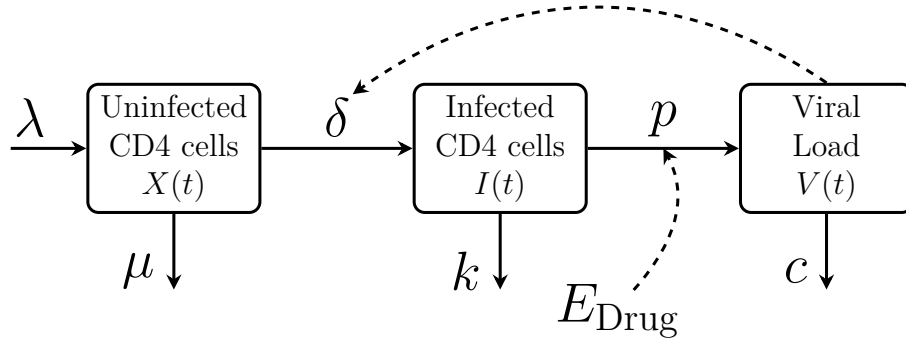 λ
Uninfected
CD4 cells
X(t)
δ
Infected
CD4 cells
I(t)
p
Viral
Load
V(t)
μ
k
E_Drug
c